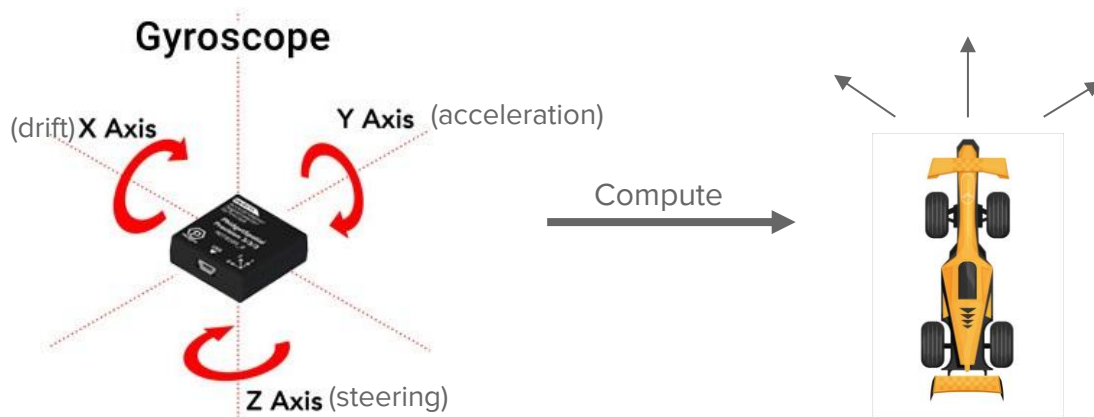 Gyroscope
(drift) X Axis
Y Axis (acceleration)
Compute
Z Axis (steering)